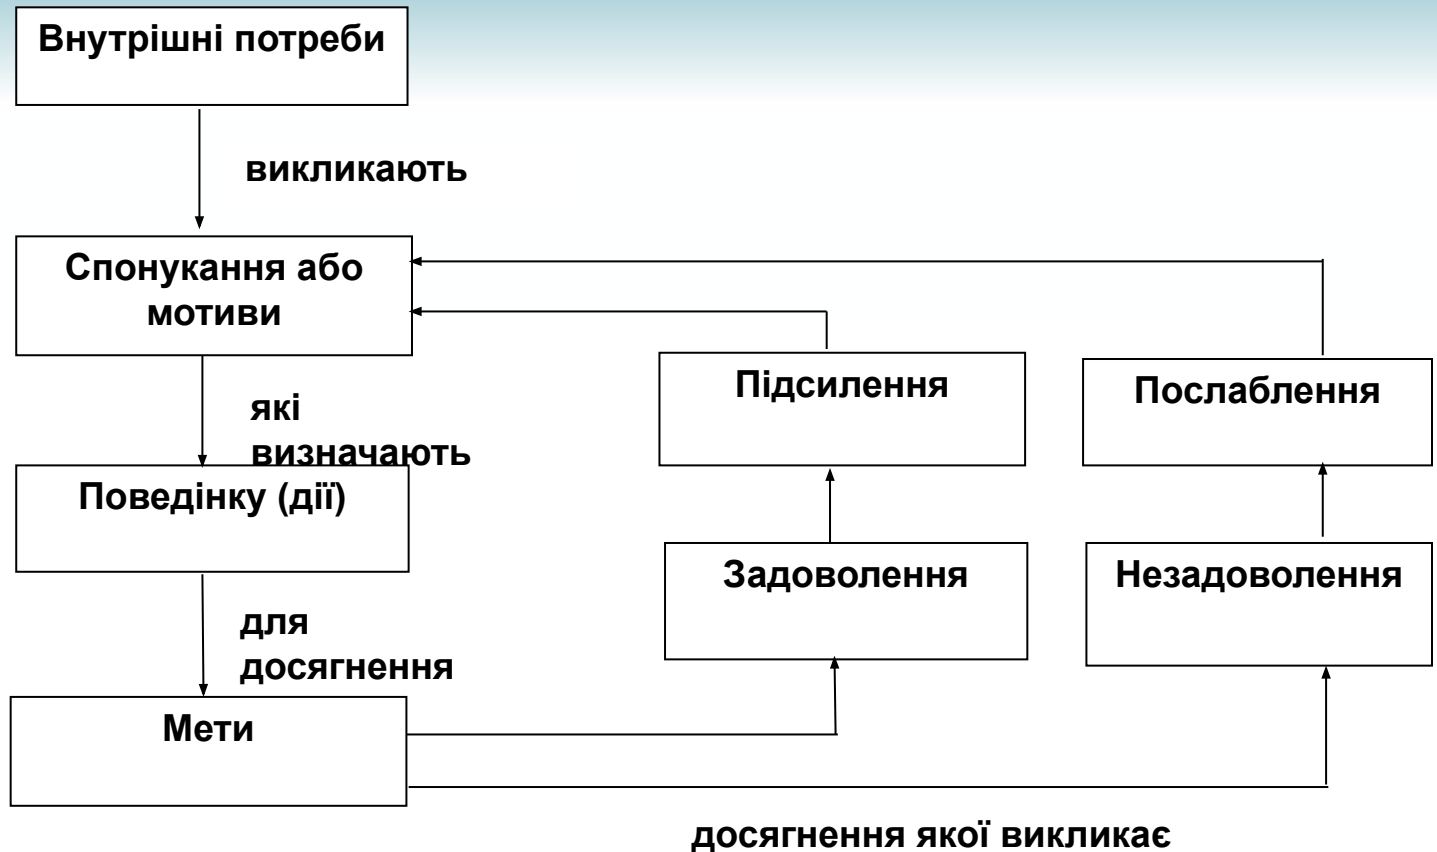 Внутрішні потреби
викликають
Спонукання або
мотиви
які
визначають
Поведінку (дії)
для
досягнення
Мети
Підсилення
Послаблення
Задоволення
Незадоволення
досягнення якої викликає